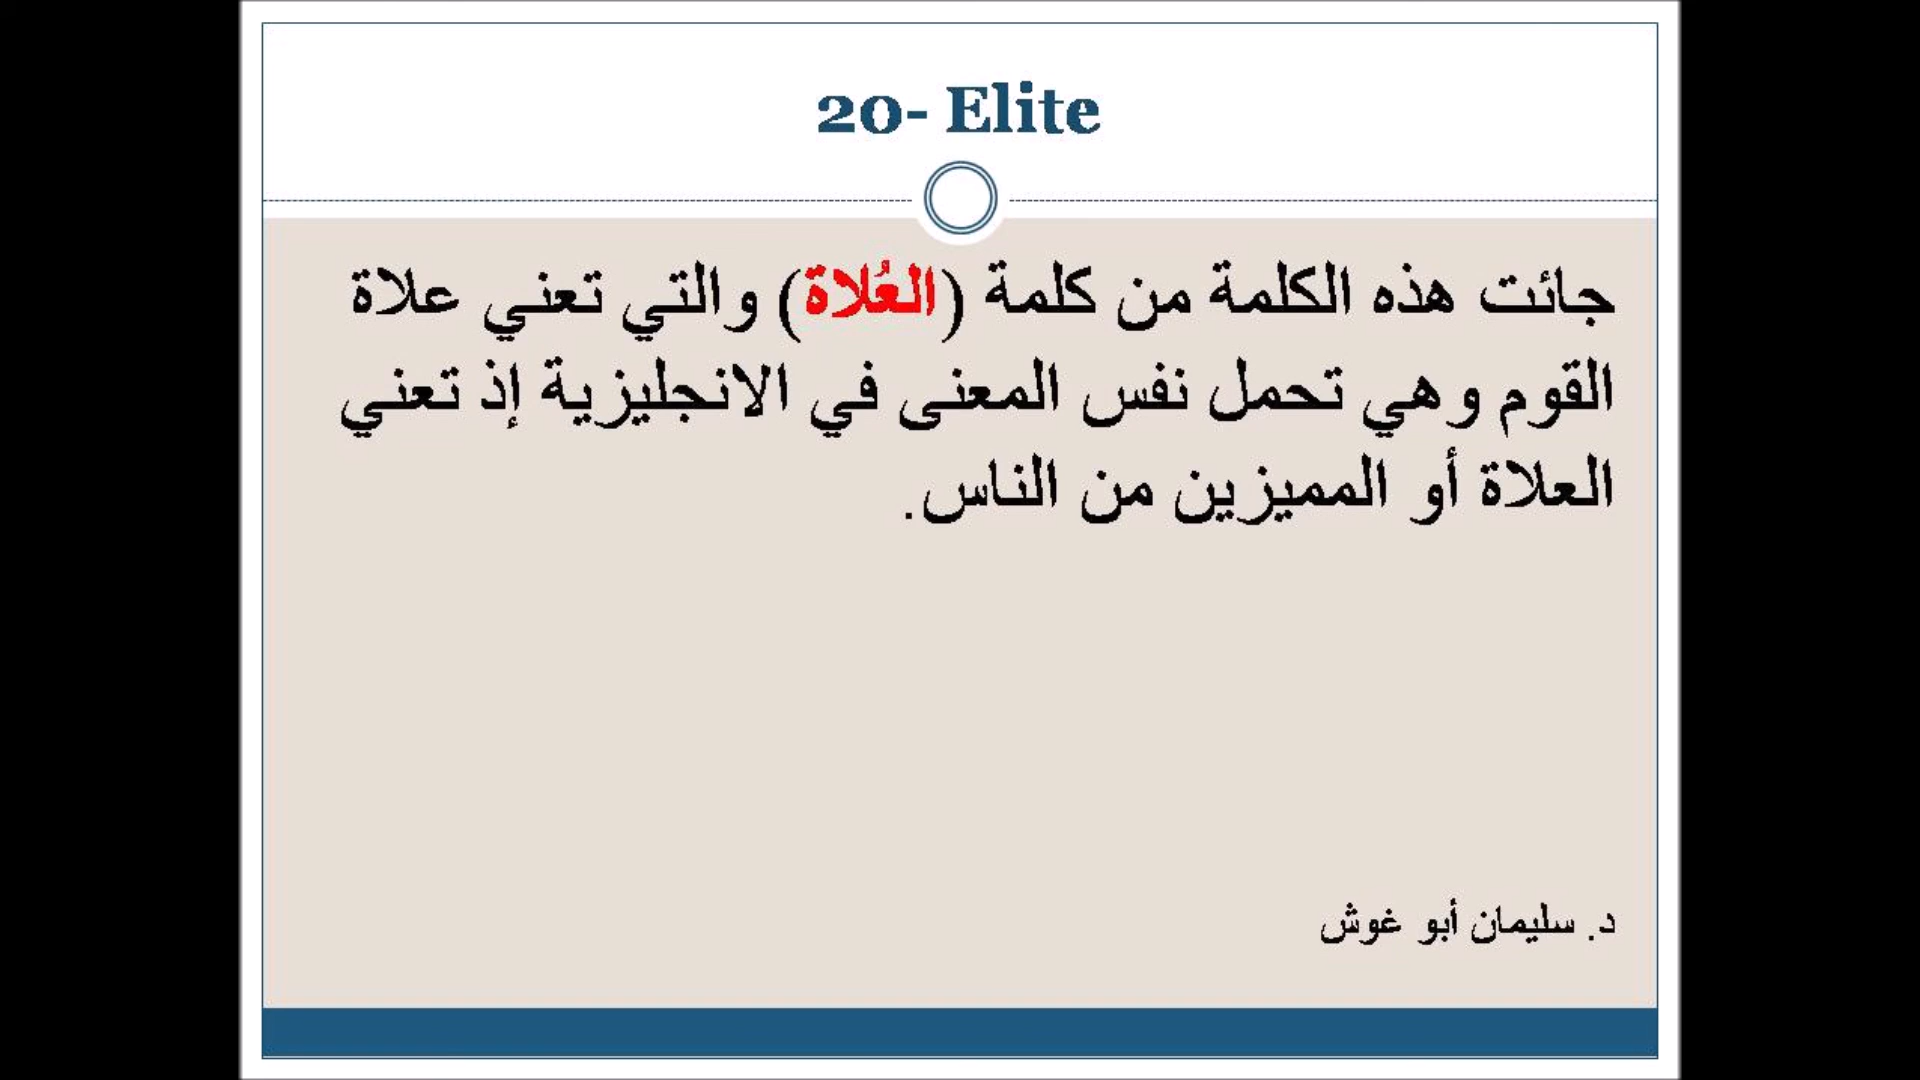 20- Elite
جائت هذه الكلمة من كلمة (العُلاة) والتي تعني علاة
القوم وهي تحمل نفس المعنى في الانجليزية إذ تعني
العلاة أو المميزين من الناس.
د. سليمان أبو غوش